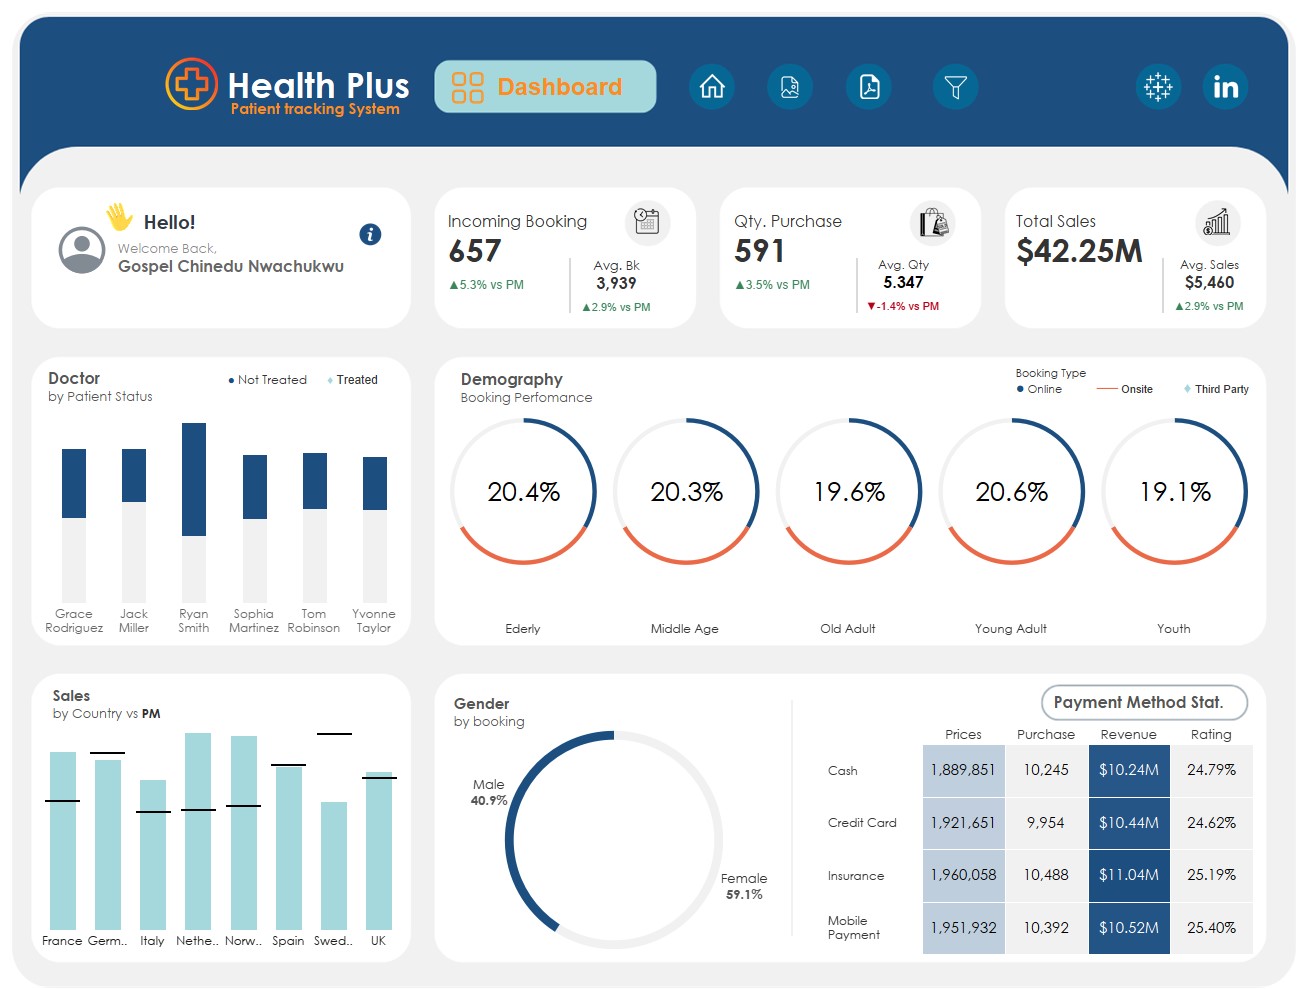 Health Plus
Patient tracking System
Dashboard
in
Hello!
Welcome Back,
Gospel Chinedu Nwachukwu
i
Incoming Booking
657
▲5.3% vs PM
Avg. Bk
3,939
▲2.9% vs PM
Qty. Purchase
591
▲3.5% vs PM
Avg. Qty
5.347
▼-1.4% vs PM
Total Sales
$42.25M
Avg. Sales
$5,460
▲2.9% vs PM
Doctor
by Patient Status
Not Treated
Treated
Grace Rodriguez
Jack Miller
Ryan Smith
Sophia Martinez
Tom Robinson
Yvonne Taylor
Demography
Booking Perfomance
Booking Type
Online
Onsite
Third Party
20.4%
20.3%
19.6%
20.6%
19.1%
Ederly
Middle Age
Old Adult
Young Adult
Youth
Sales
by Country vs PM
France
Germ..
Italy
Nethe..
Norw..
Spain
Swed..
UK
Gender
by booking
Male
40.9%
Female
59.1%
Payment Method Stat.
Prices Purchase Revenue Rating
Cash 1,889,851 10,245 $10.24M 24.79%
Credit Card 1,921,651 9,954 $10.44M 24.62%
Insurance 1,960,058 10,488 $11.04M 25.19%
Mobile Payment 1,951,932 10,392 $10.52M 25.40%